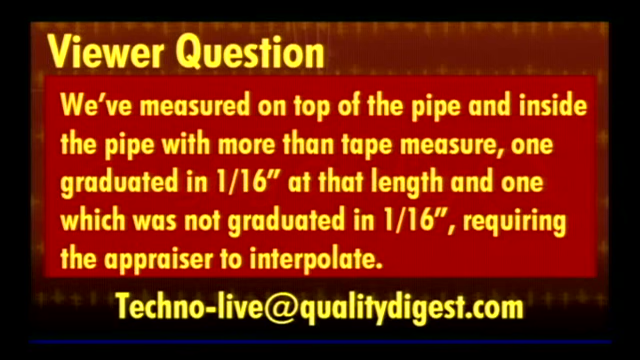 Viewer Question
We've measured on top of the pipe and inside
the pipe with more than tape measure, one
graduated in 1/16" at that length and one
which was not graduated in 1/16", requiring
the appraiser to interpolate.
Techno-live@qualitydigest.com